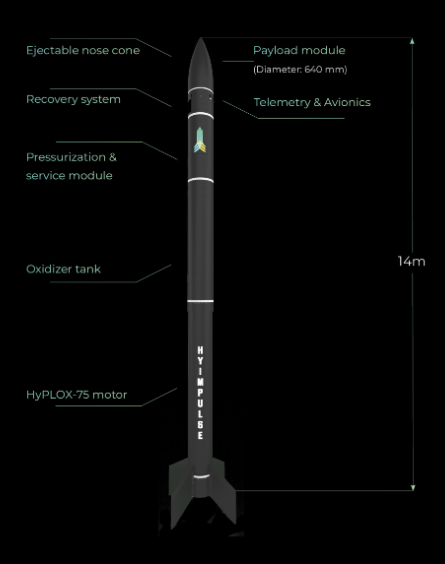 Ejectable nose cone
Payload module
(Diameter: 640 mm)
Recovery system
Telemetry & Avionics
Pressurization &
service module
Oxidizer tank
14m
HyPLOX-75 motor
HYIMPULSE